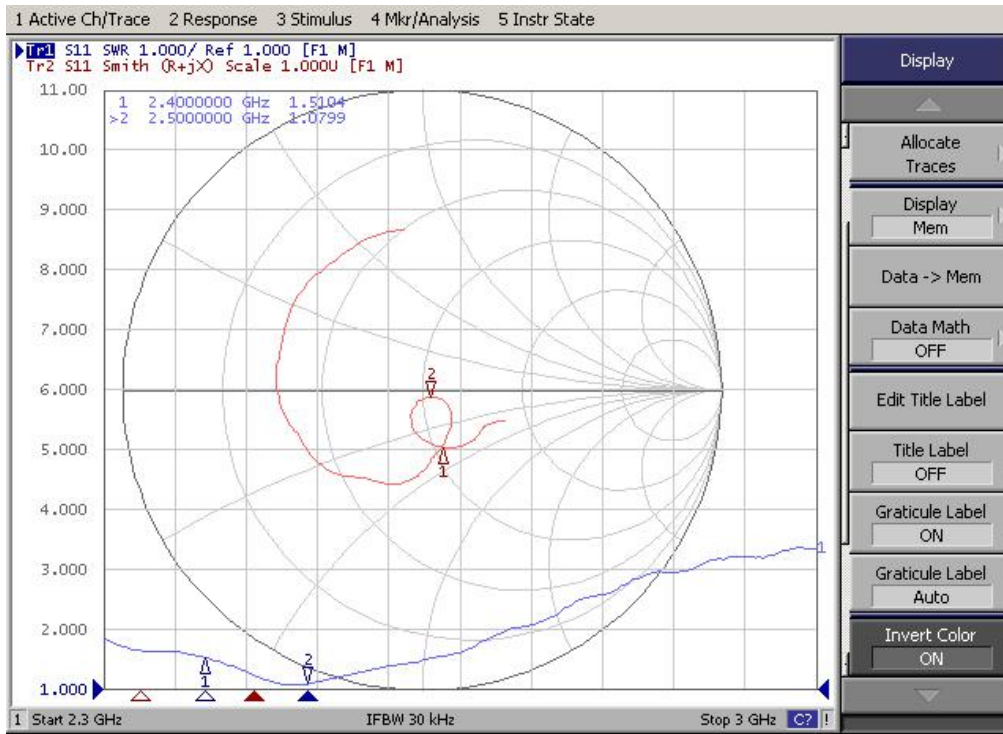 1 Active Ch/Trace 2 Response 3 Stimulus 4 Mkr/Analysis 5 Instr State
Tr1 S11 SWR 1.000/ Ref 1.000 [F1 M]
Tr2 S11 Smith (R+jX) Scale 1.000U [F1 M]
11.00
1 2.4000000 GHz 1.5104
>2 2.5000000 GHz 1.0799
10.00
9.000
8.000
7.000
6.000
5.000
4.000
3.000
2.000
1.000
2
1
1
2
1
1 Start 2.3 GHz IFBW 30 kHz Stop 3 GHz C? !
Display
Allocate
Traces
Display
Mem
Data -> Mem
Data Math
OFF
Edit Title Label
Title Label
OFF
Graticule Label
ON
Graticule Label
Auto
Invert Color
ON